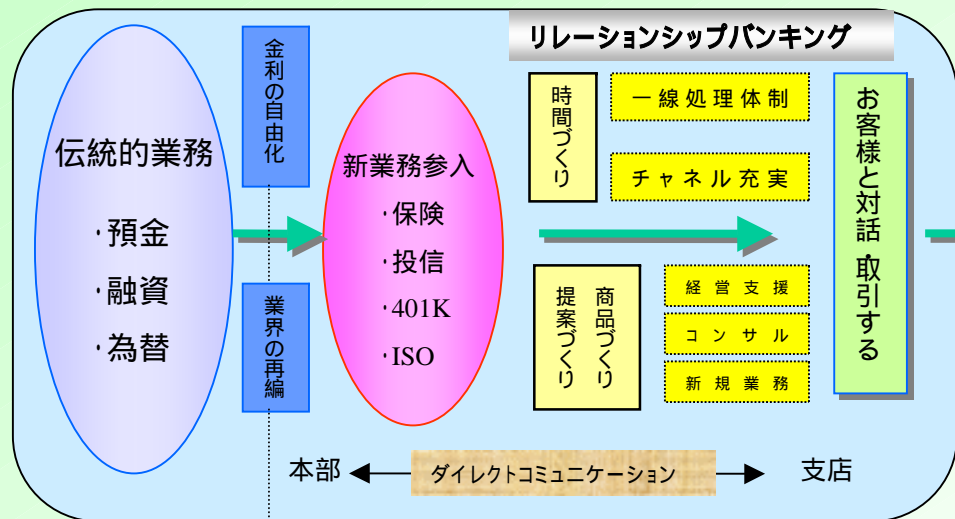 リレーションシップバンキング
伝統的業務
・預金
・融資
・為替
金利の自由化
業界の再編
新業務参入
・保険
・投信
・401K
・ISO
時間づくり
一線処理体制
チャネル充実
商品づくり
提案づくり
経営支援
コンサル
新規業務
お客様と対話 取引する
本部
ダイレクトコミュニケーション
支店